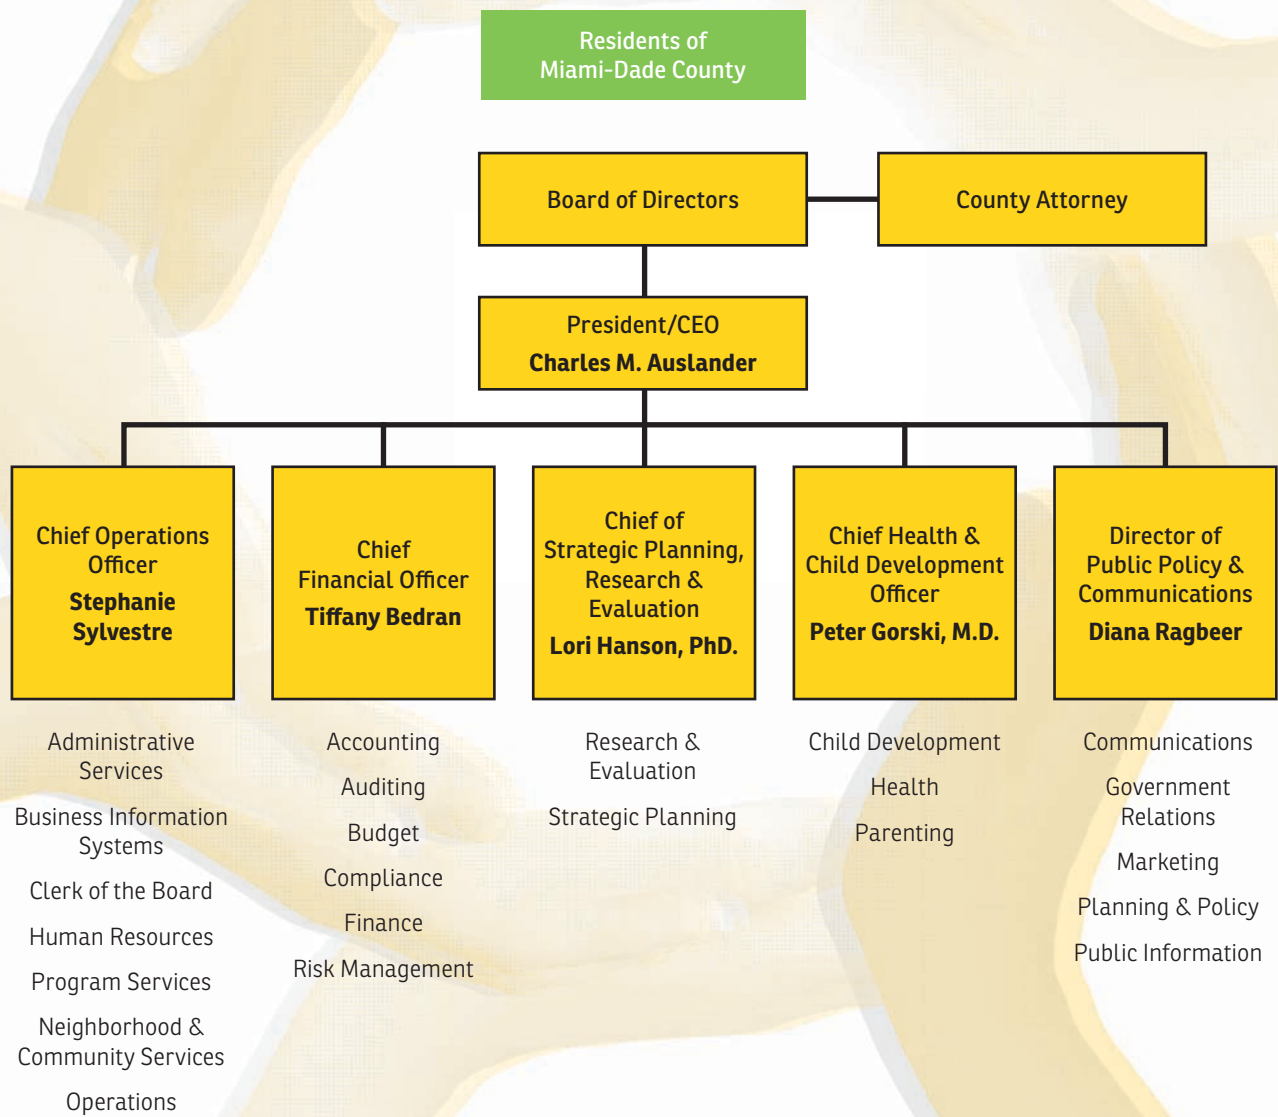 Residents of
Miami-Dade County
Board of Directors
County Attorney
President/CEO
Charles M. Auslander
Chief Operations
Officer
Stephanie
Sylvestre
Chief
Financial Officer
Tiffany Bedran
Chief of
Strategic Planning,
Research &
Evaluation
Lori Hanson, PhD.
Chief Health &
Child Development
Officer
Peter Gorski, M.D.
Director of
Public Policy &
Communications
Diana Ragbeer
Administrative
Services
Business Information
Systems
Clerk of the Board
Human Resources
Program Services
Neighborhood &
Community Services
Operations
Accounting
Auditing
Budget
Compliance
Finance
Risk Management
Research &
Evaluation
Strategic Planning
Child Development
Health
Parenting
Communications
Government
Relations
Marketing
Planning & Policy
Public Information